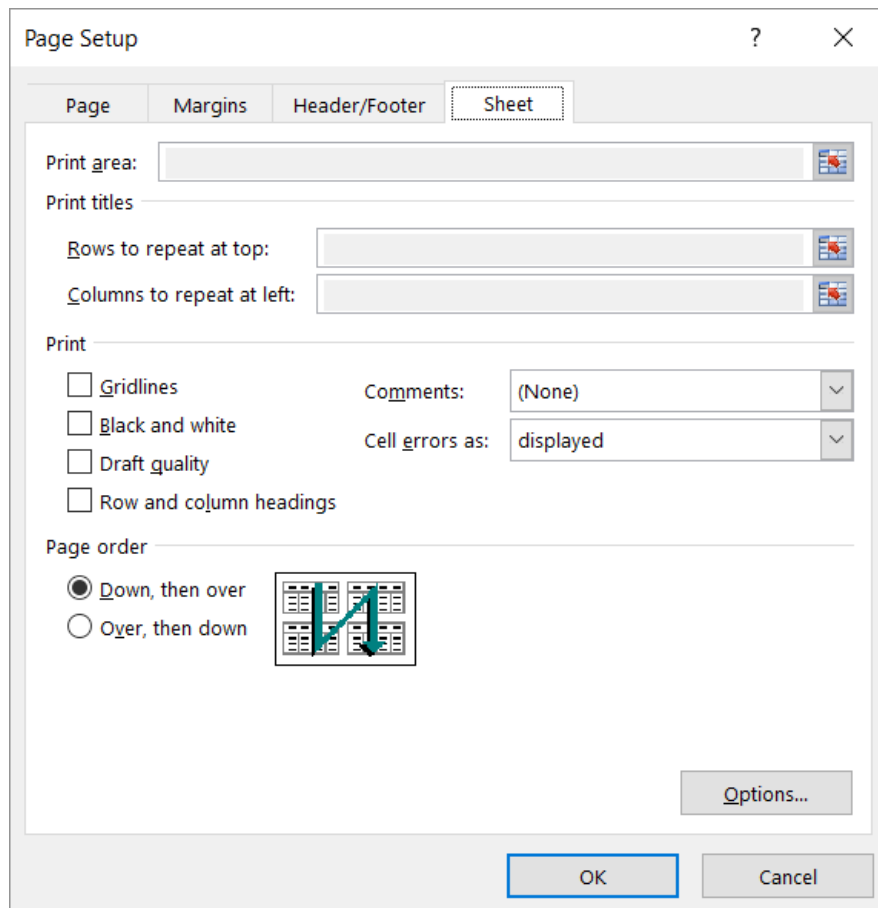 Page Setup ?
Page Margins Header/Footer Sheet
Print area:
Print titles
Rows to repeat at top:
Columns to repeat at left:
Print
Gridlines Comments: (None)
Black and white
Cell errors as: displayed
Draft quality
Row and column headings
Page order
Down, then over
Over, then down
Options...
OK Cancel